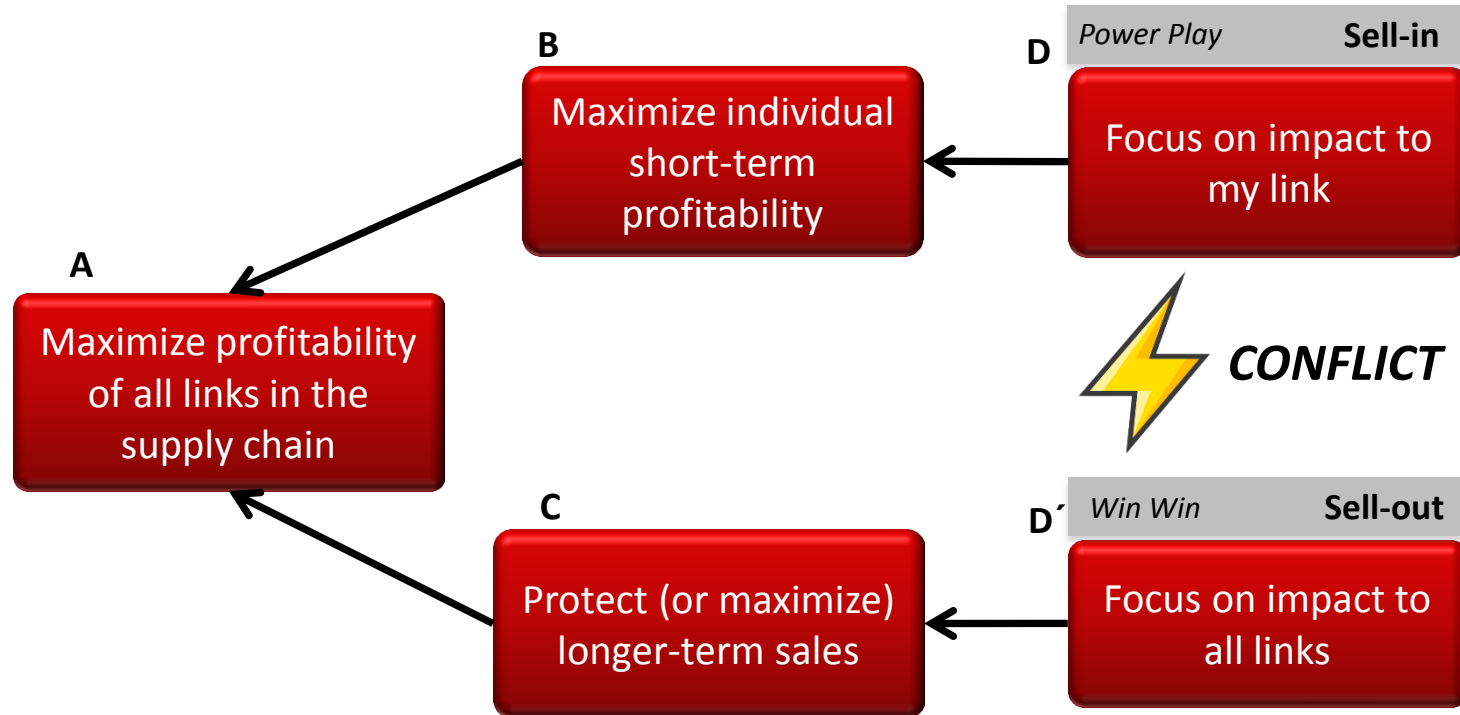 B
Maximize individual
short-term
profitability
D
Power Play Sell-in
Focus on impact to
my link
A
Maximize profitability
of all links in the
supply chain
CONFLICT
C
Protect (or maximize)
longer-term sales
D´
Win Win Sell-out
Focus on impact to
all links